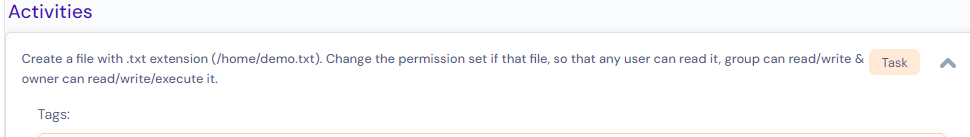 Activities
Create a file with .txt extension (/home/demo.txt). Change the permission set if that file, so that any user can read it, group can read/write &
owner can read/write/execute it.
Task
Tags: